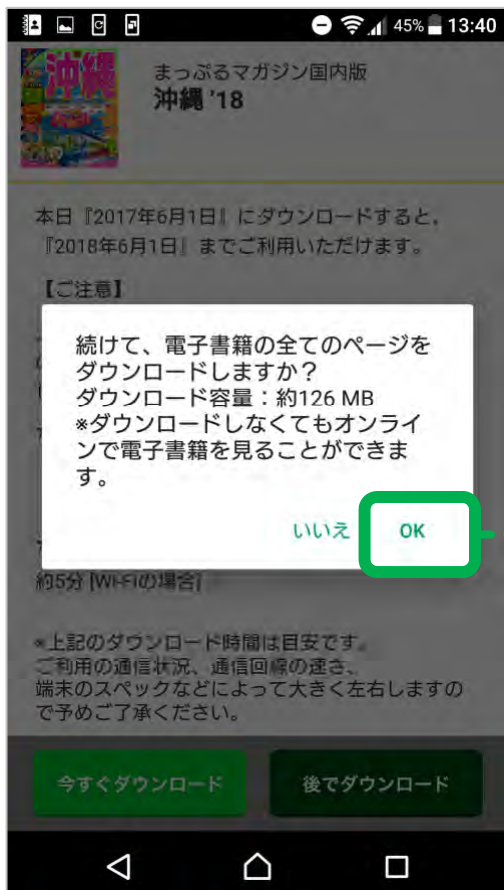 45% 13:40
まっぷるマガジン国内版
沖縄 '18
沖縄
本日『2017年6月1日』にダウンロードすると、
『2018年6月1日』までご利用いただけます。
【ご注意】
続けて、電子書籍の全てのページを
ダウンロードしますか？
ダウンロード容量：約126 MB
※ダウンロードしなくてもオンライ
ンで電子書籍を見ることができま
す。
いいえ OK
約5分 [Wi-Fiの場合]
※上記のダウンロード時間は目安です。
ご利用の通信状況、通信回線の速さ、
端末のスペックなどによって大きく左右しますの
で予めご了承ください。
今すぐダウンロード 後でダウンロード